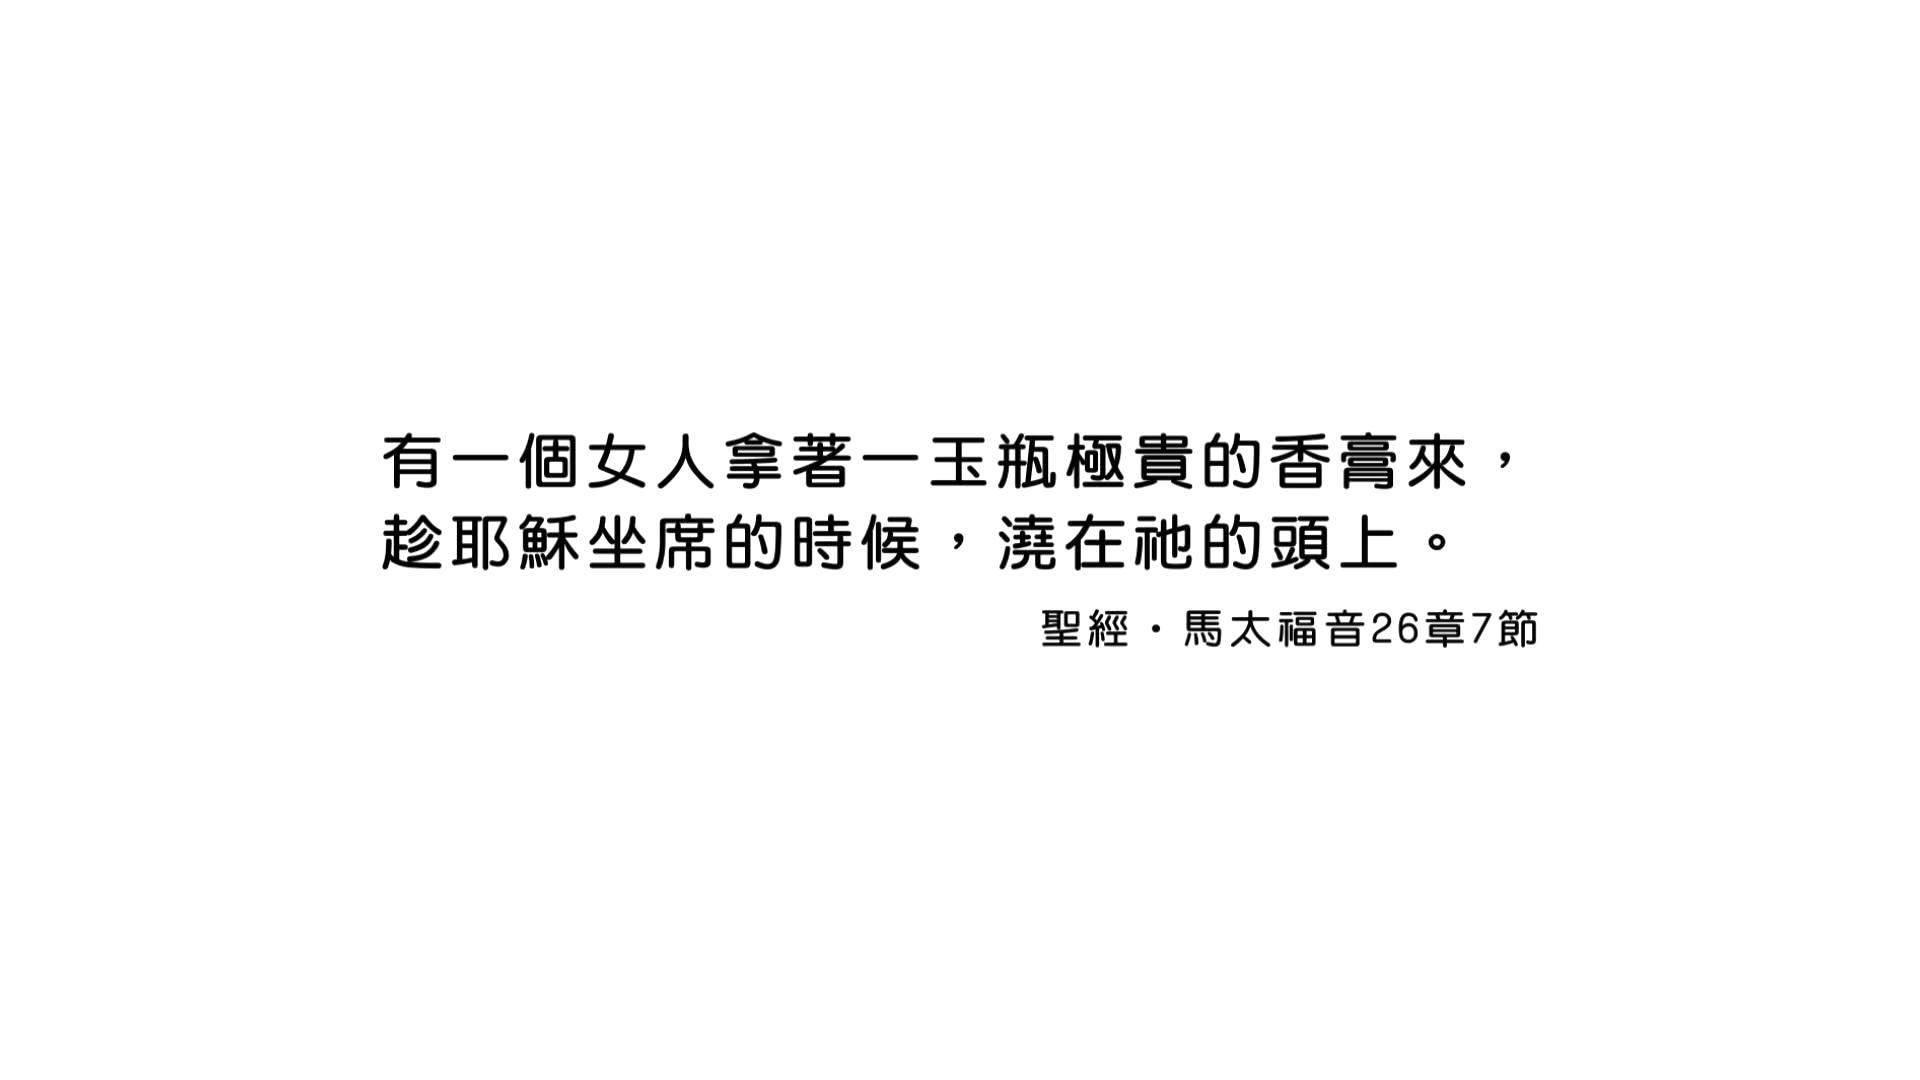 有一個女人拿著一玉瓶極貴的香膏來，
趁耶穌坐席的時候，澆在祂的頭上。
聖經・馬太福音26章7節